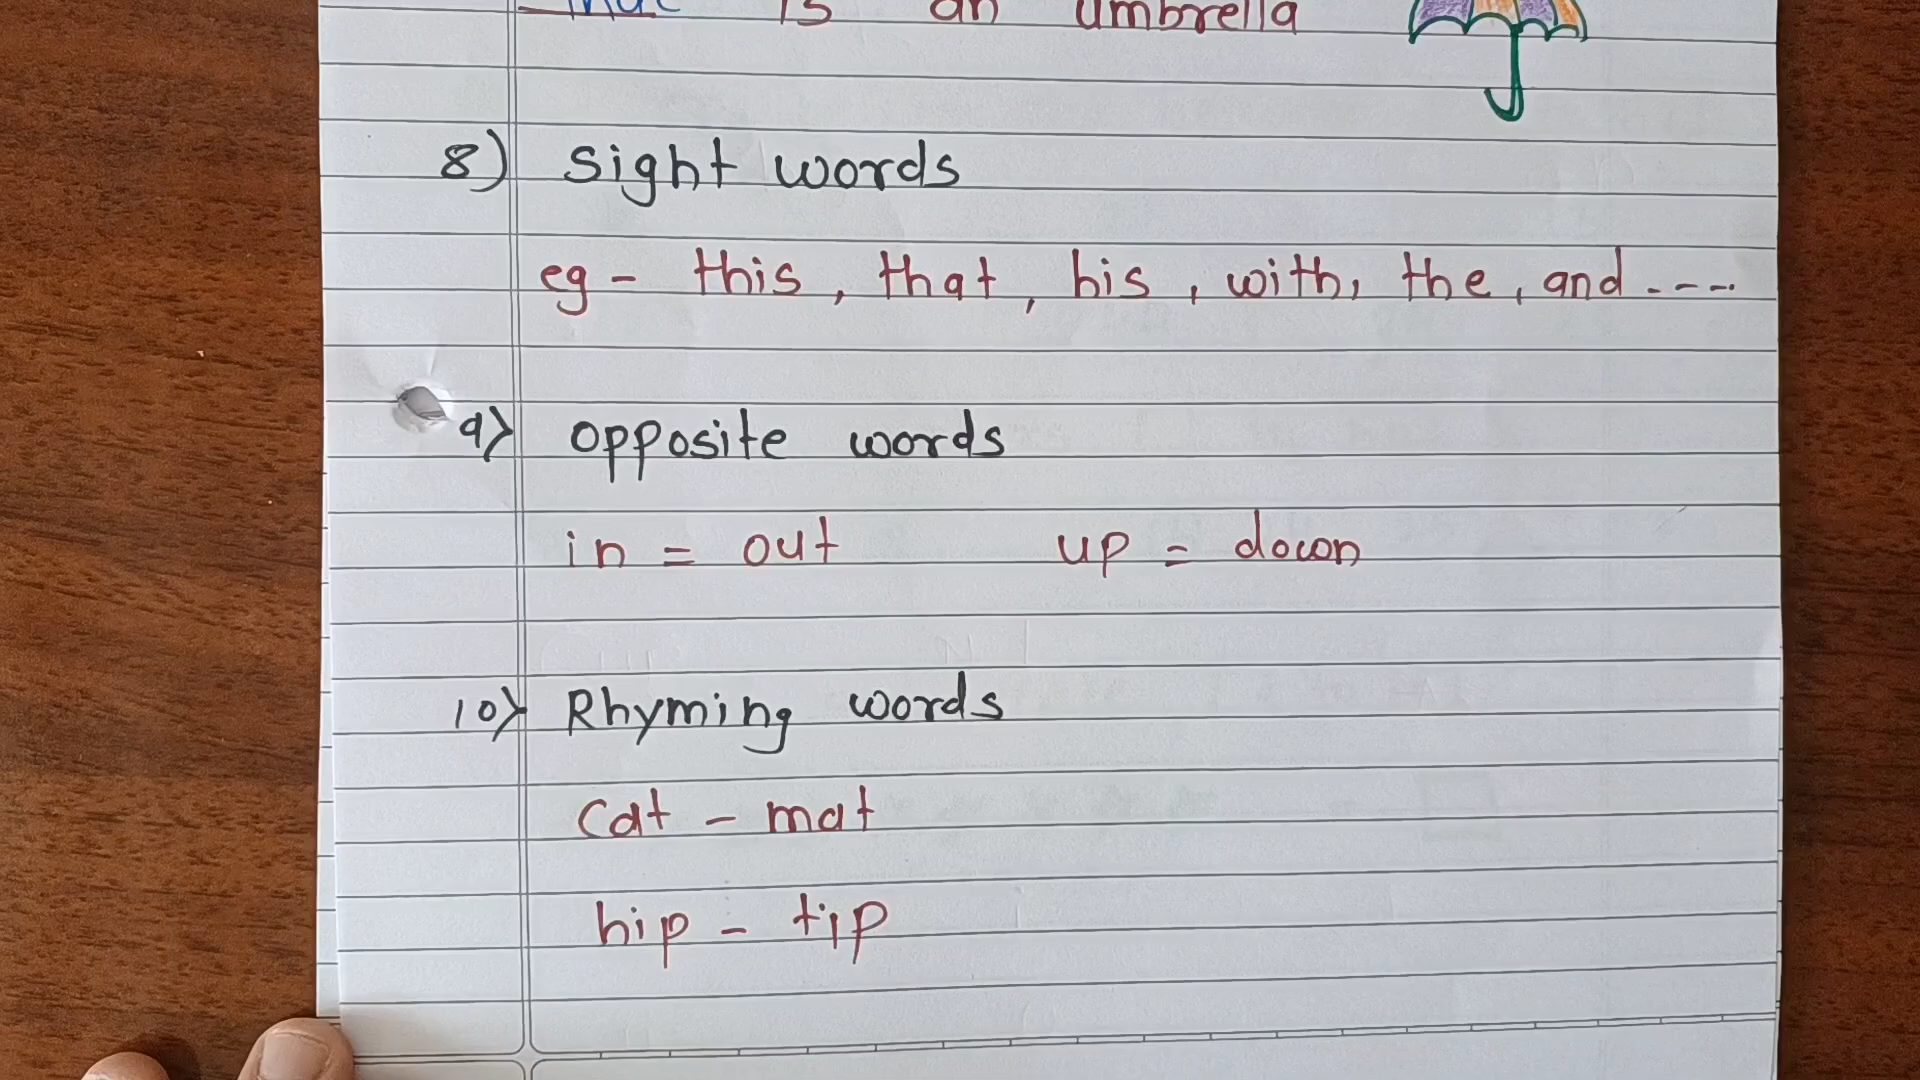 That is an umbrella
8) Sight words
eg - this, that, his, with, the, and ----
9) opposite words
in = out up = down
10) Rhyming words
Cat - mat
hip - tip